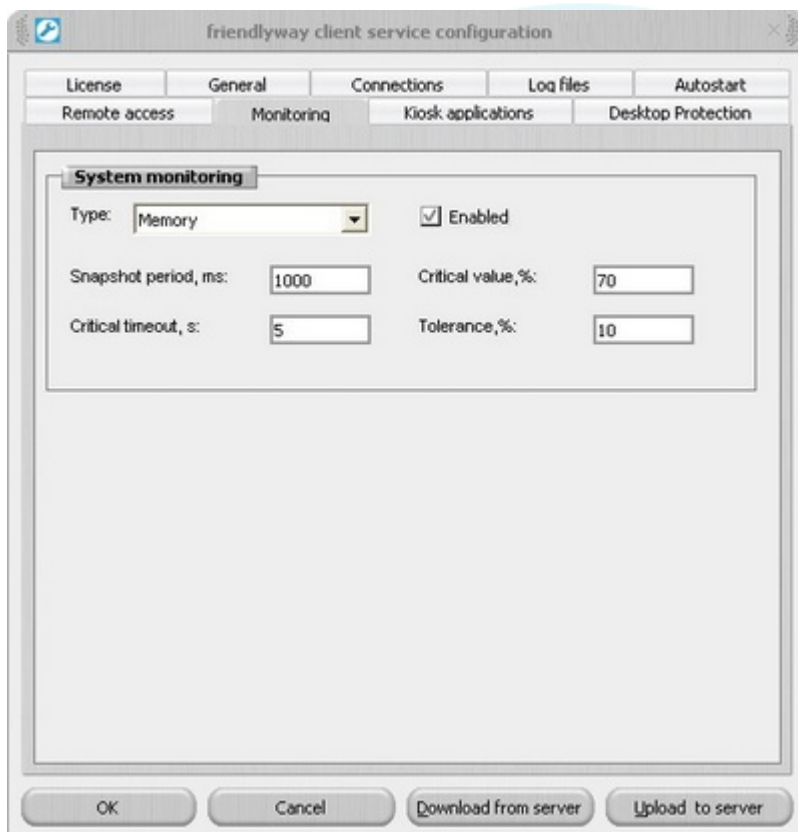 friendlyway client service configuration
License General Connections Log files Autostart
Remote access Monitoring Kiosk applications Desktop Protection
System monitoring
Type: Memory Enabled
Snapshot period, ms: 1000 Critical value,%: 70
Critical timeout, s: 5 Tolerance,%: 10
OK Cancel Download from server Upload to server